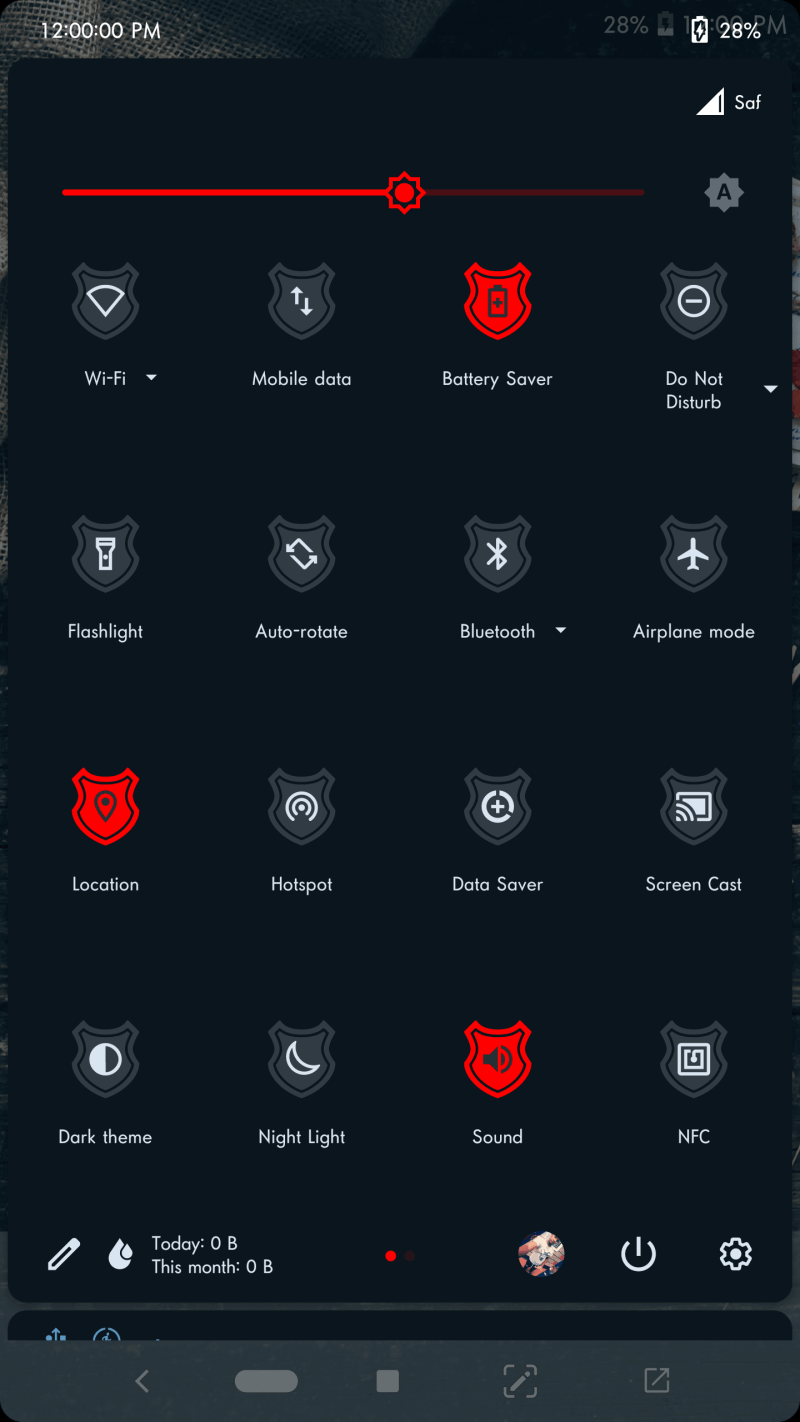 12:00:00 PM
28%
28%
Saf
A
Wi-Fi
Mobile data
Battery Saver
Do Not
Disturb
Flashlight
Auto-rotate
Bluetooth
Airplane mode
Location
Hotspot
Data Saver
Screen Cast
Dark theme
Night Light
Sound
NFC
Today: 0 B
This month: 0 B